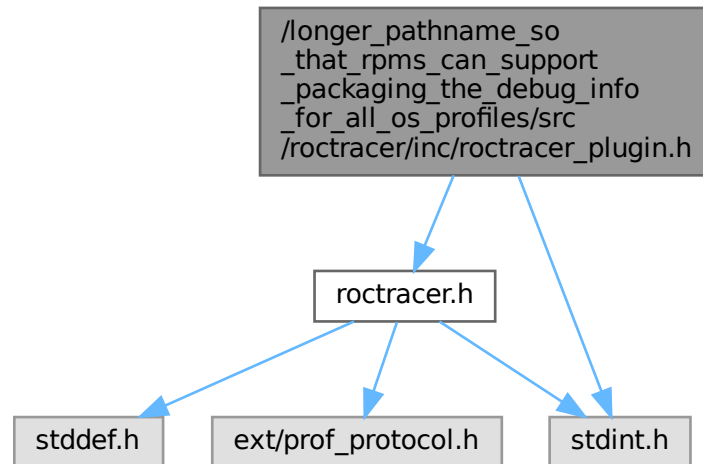 /longer_pathname_so
_that_rpms_can_support
_packaging_the_debug_info
_for_all_os_profiles/src
/roctracer/inc/roctracer_plugin.h
roctracer.h
stddef.h
ext/prof_protocol.h
stdint.h